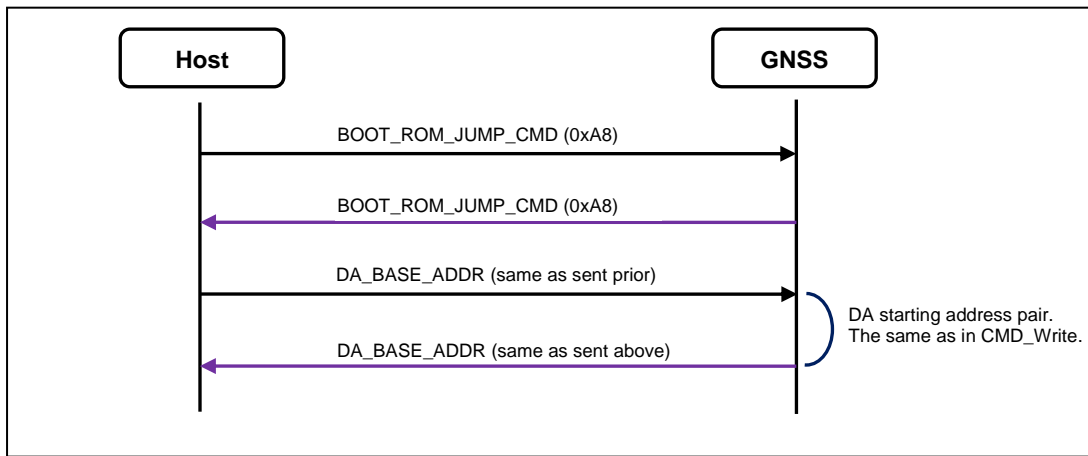 Host
GNSS
BOOT_ROM_JUMP_CMD (0xA8)
BOOT_ROM_JUMP_CMD (0xA8)
DA_BASE_ADDR (same as sent prior)
DA starting address pair.
The same as in CMD_Write.
DA_BASE_ADDR (same as sent above)